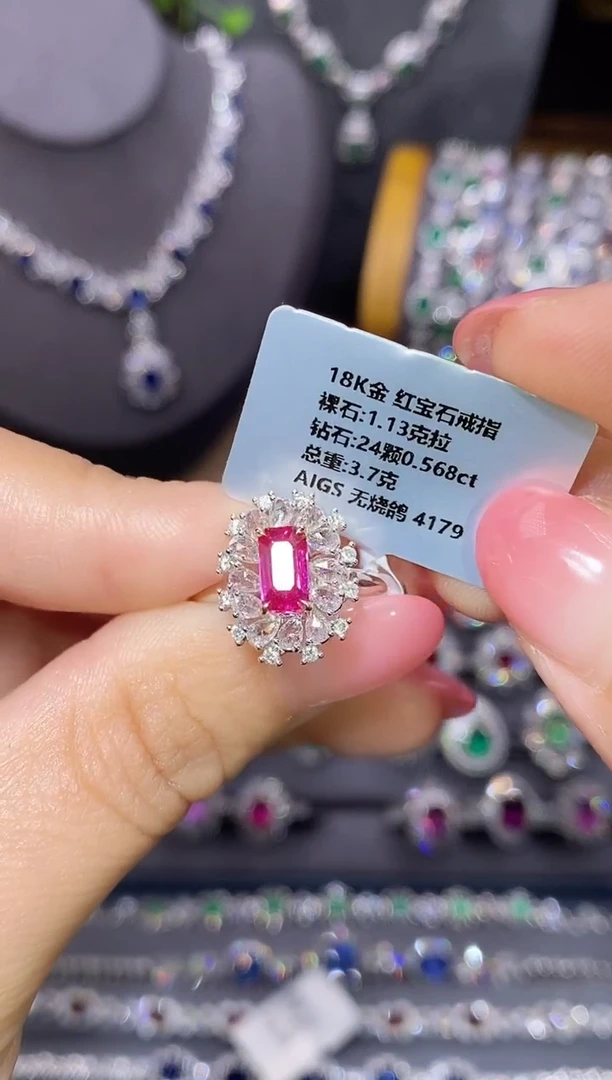 18K金 红宝石戒指
裸石:1.13克拉
钻石:24颗0.568ct
总重:3.7克
AIGS 无烧鸽 4179